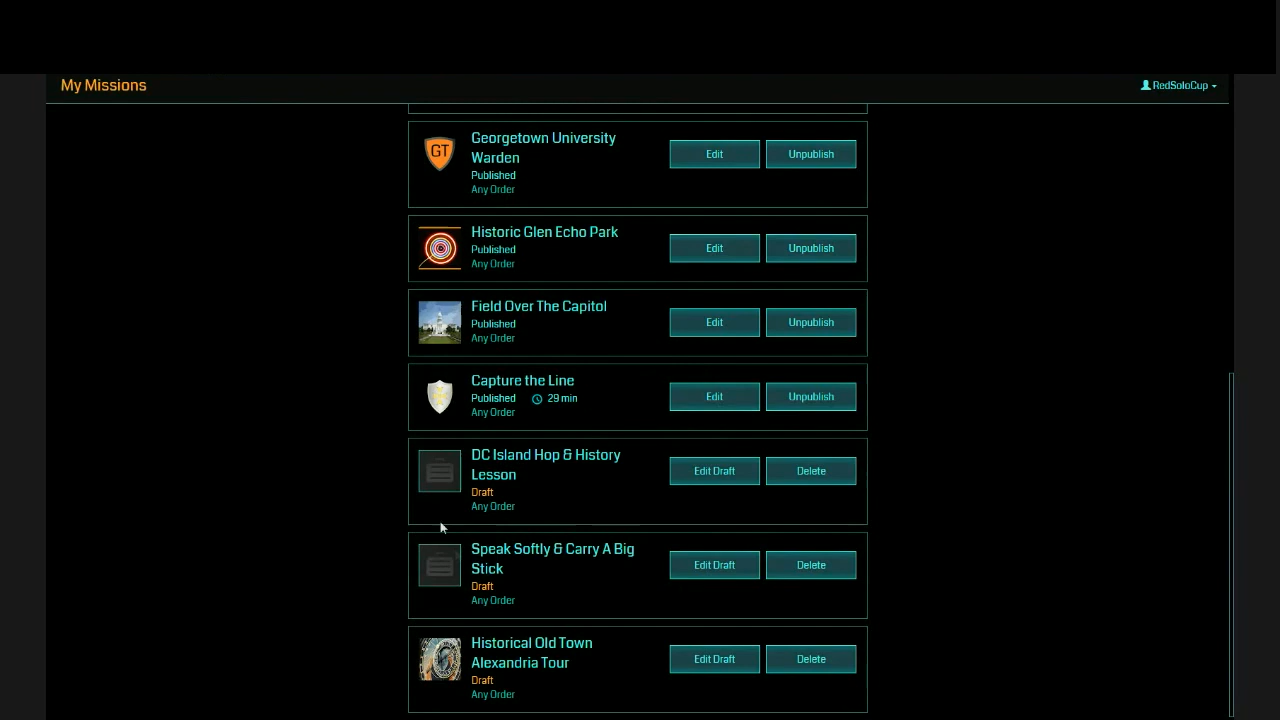 My Missions
RedSoloCup
GT
Georgetown University
Warden
Published
Any Order
Edit
Unpublish
Historic Glen Echo Park
Published
Any Order
Edit
Unpublish
Field Over The Capitol
Published
Any Order
Edit
Unpublish
Capture the Line
Published 29 min
Any Order
Edit
Unpublish
DC Island Hop & History
Lesson
Draft
Any Order
Edit Draft
Delete
Speak Softly & Carry A Big
Stick
Draft
Any Order
Edit Draft
Delete
Historical Old Town
Alexandria Tour
Draft
Any Order
Edit Draft
Delete